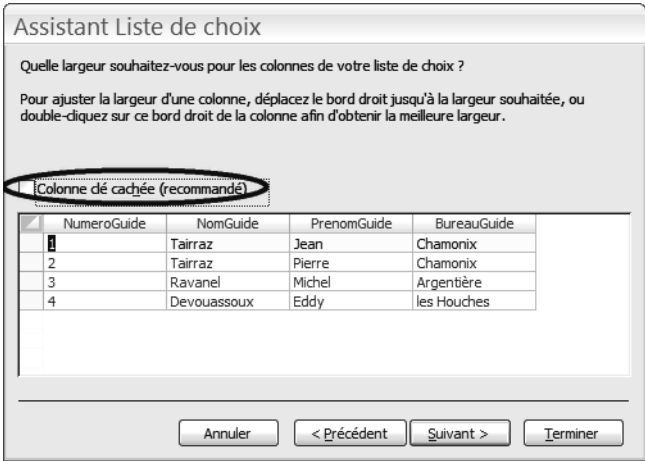 Assistant Liste de choix
Quelle largeur souhaitez-vous pour les colonnes de votre liste de choix ?
Pour ajuster la largeur d'une colonne, déplacez le bord droit jusqu'à la largeur souhaitée, ou
double-cliquez sur ce bord droit de la colonne afin d'obtenir la meilleure largeur.
Colonne clé cachée (recommandé)
NumeroGuide NomGuide PrenomGuide BureauGuide
1 Tairraz Jean Chamonix
2 Tairraz Pierre Chamonix
3 Ravanel Michel Argentière
4 Devouassoux Eddy les Houches
Annuler < Précédent Suivant > Terminer